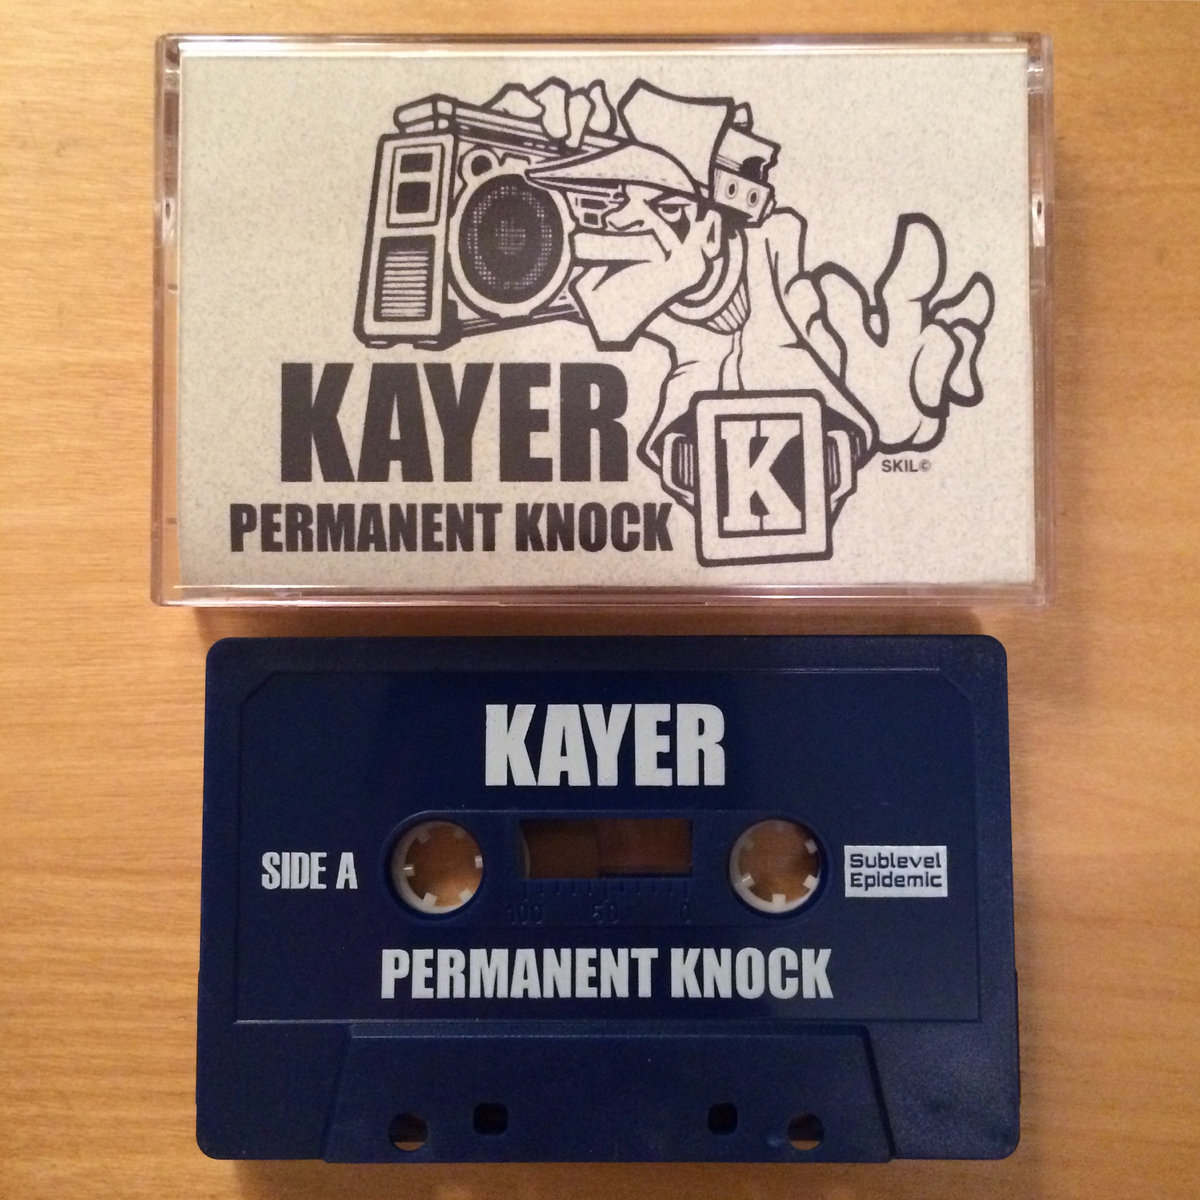 KAYER
PERMANENT KNOCK
K
SKIL©
KAYER
SIDE A
Sublevel
Epidemic
100 50 0
PERMANENT KNOCK